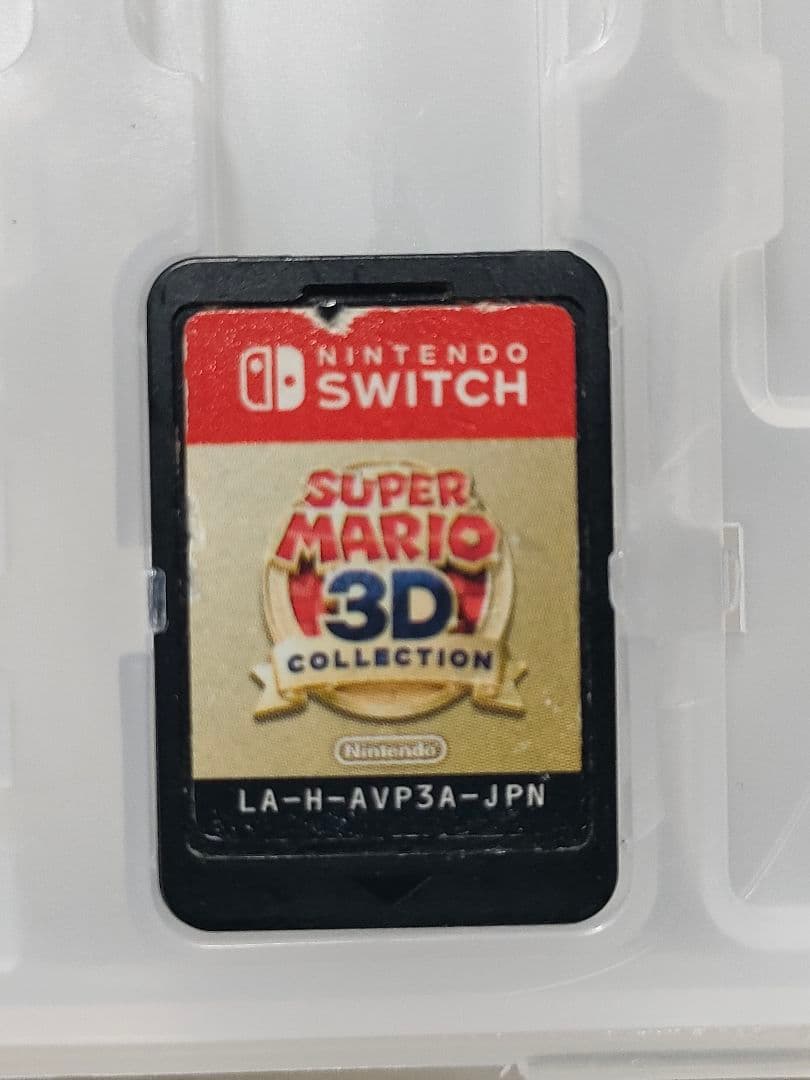 NINTENDO
SWITCH
SUPER
MARIO
3D
COLLECTION
Nintendo
LA-H-AVP3A-JPN